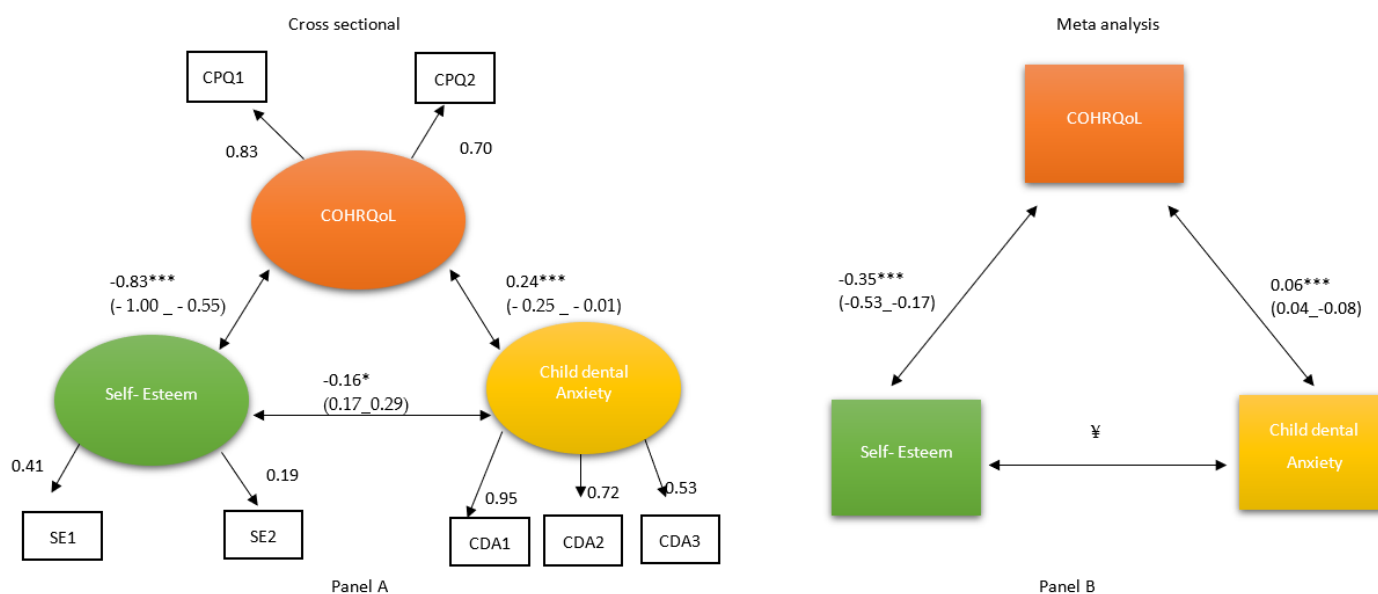 Cross sectional
CPQ1
CPQ2
0.83
0.70
COHRQoL
-0.83***
(- 1.00 _ - 0.55)
0.24***
(- 0.25 _ - 0.01)
Self- Esteem
-0.16*
(0.17_0.29)
Child dental
Anxiety
0.41
0.19
0.95
0.72
0.53
SE1
SE2
CDA1
CDA2
CDA3
Panel A
Meta analysis
COHRQoL
-0.35***
(-0.53_-0.17)
0.06***
(0.04_-0.08)
Self- Esteem
¥
Child dental
Anxiety
Panel B